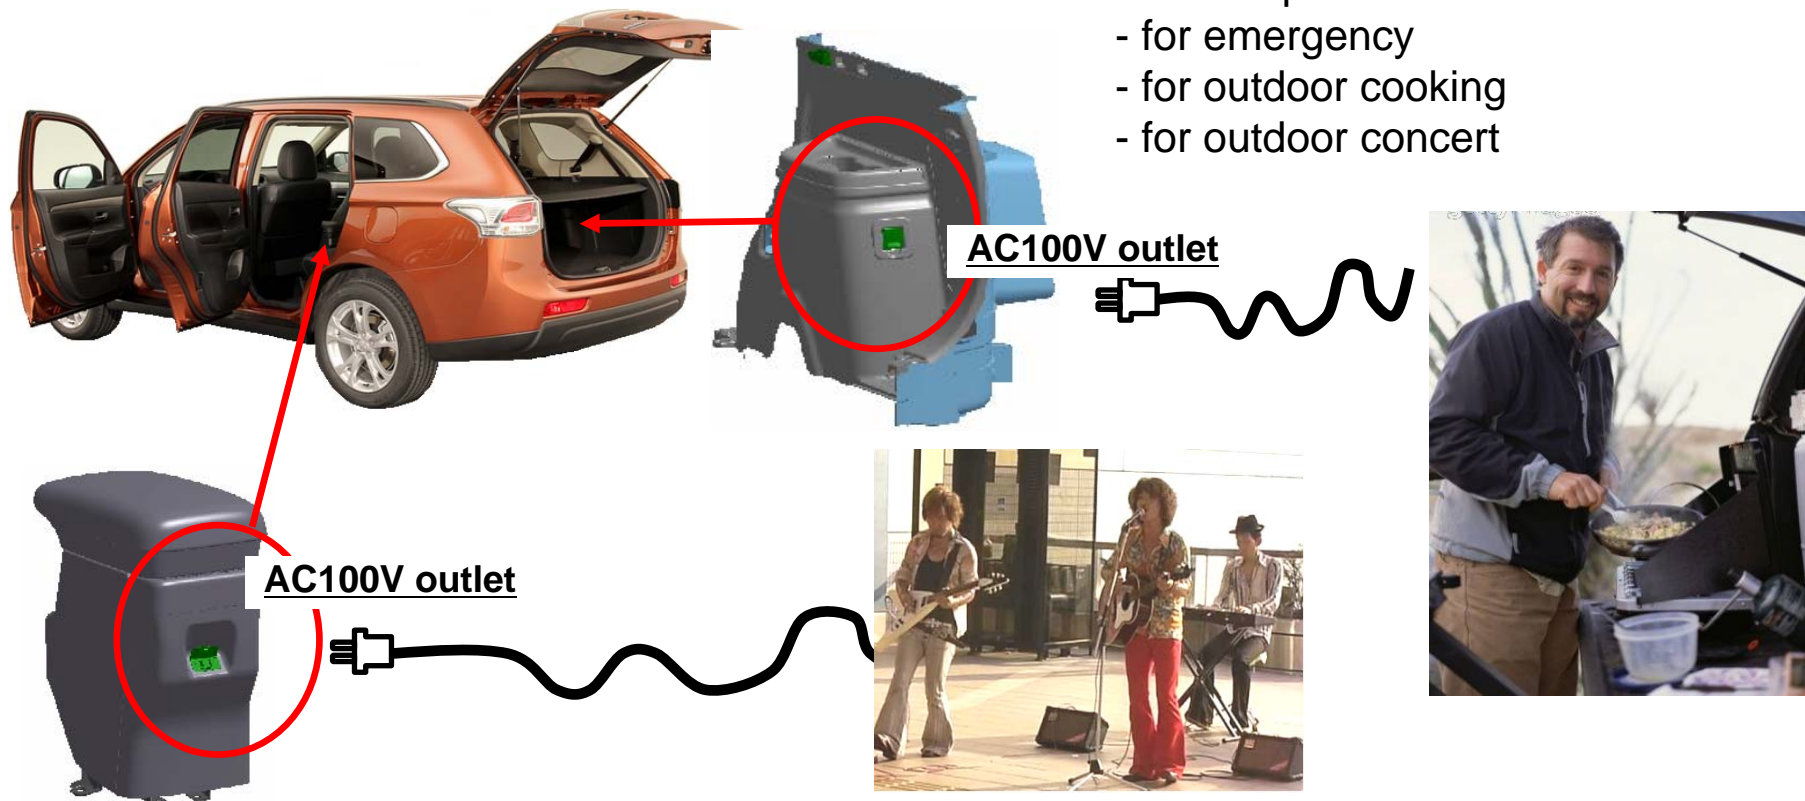 - for emergency
- for outdoor cooking
- for outdoor concert
AC100V outlet
AC100V outlet